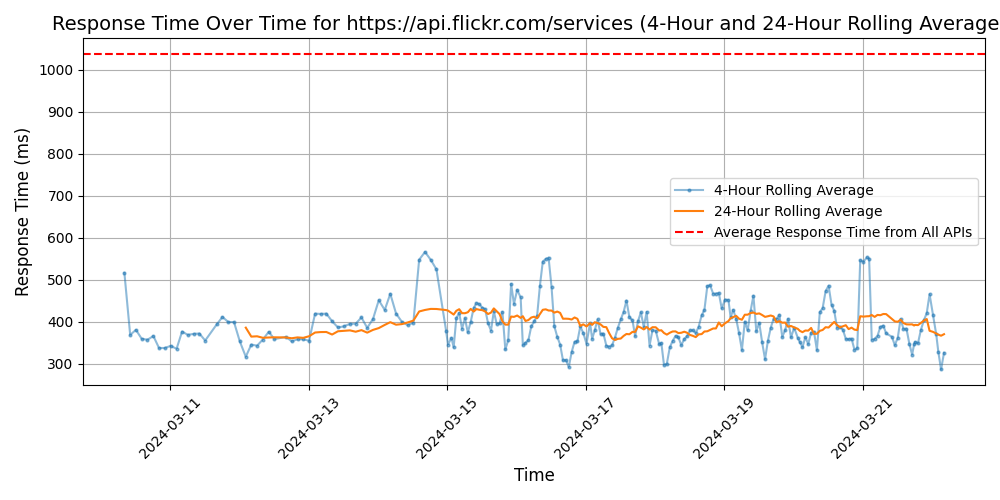 Response Time Over Time for https://api.flickr.com/services (4-Hour and 24-Hour Rolling Average
Response Time (ms)
1000
900
800
700
600
500
400
300
4-Hour Rolling Average
24-Hour Rolling Average
Average Response Time from All APIs
2024-03-11
2024-03-13
2024-03-15
2024-03-17
2024-03-19
2024-03-21
Time